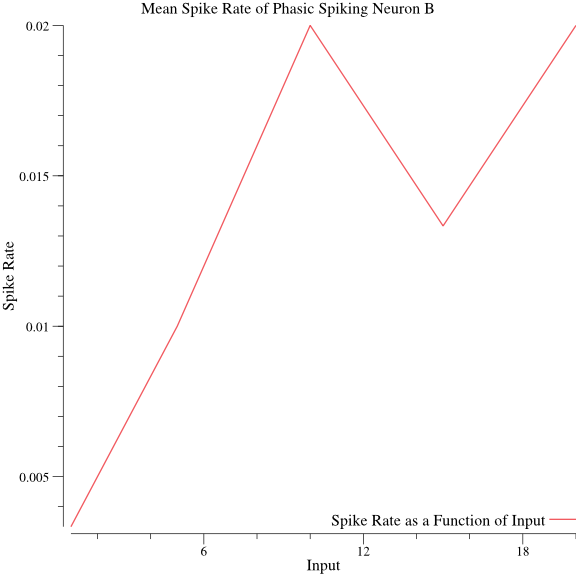 Mean Spike Rate of Phasic Spiking Neuron B
0.02
0.015
Spike Rate
0.01
0.005
Spike Rate as a Function of Input
6 12 18
Input